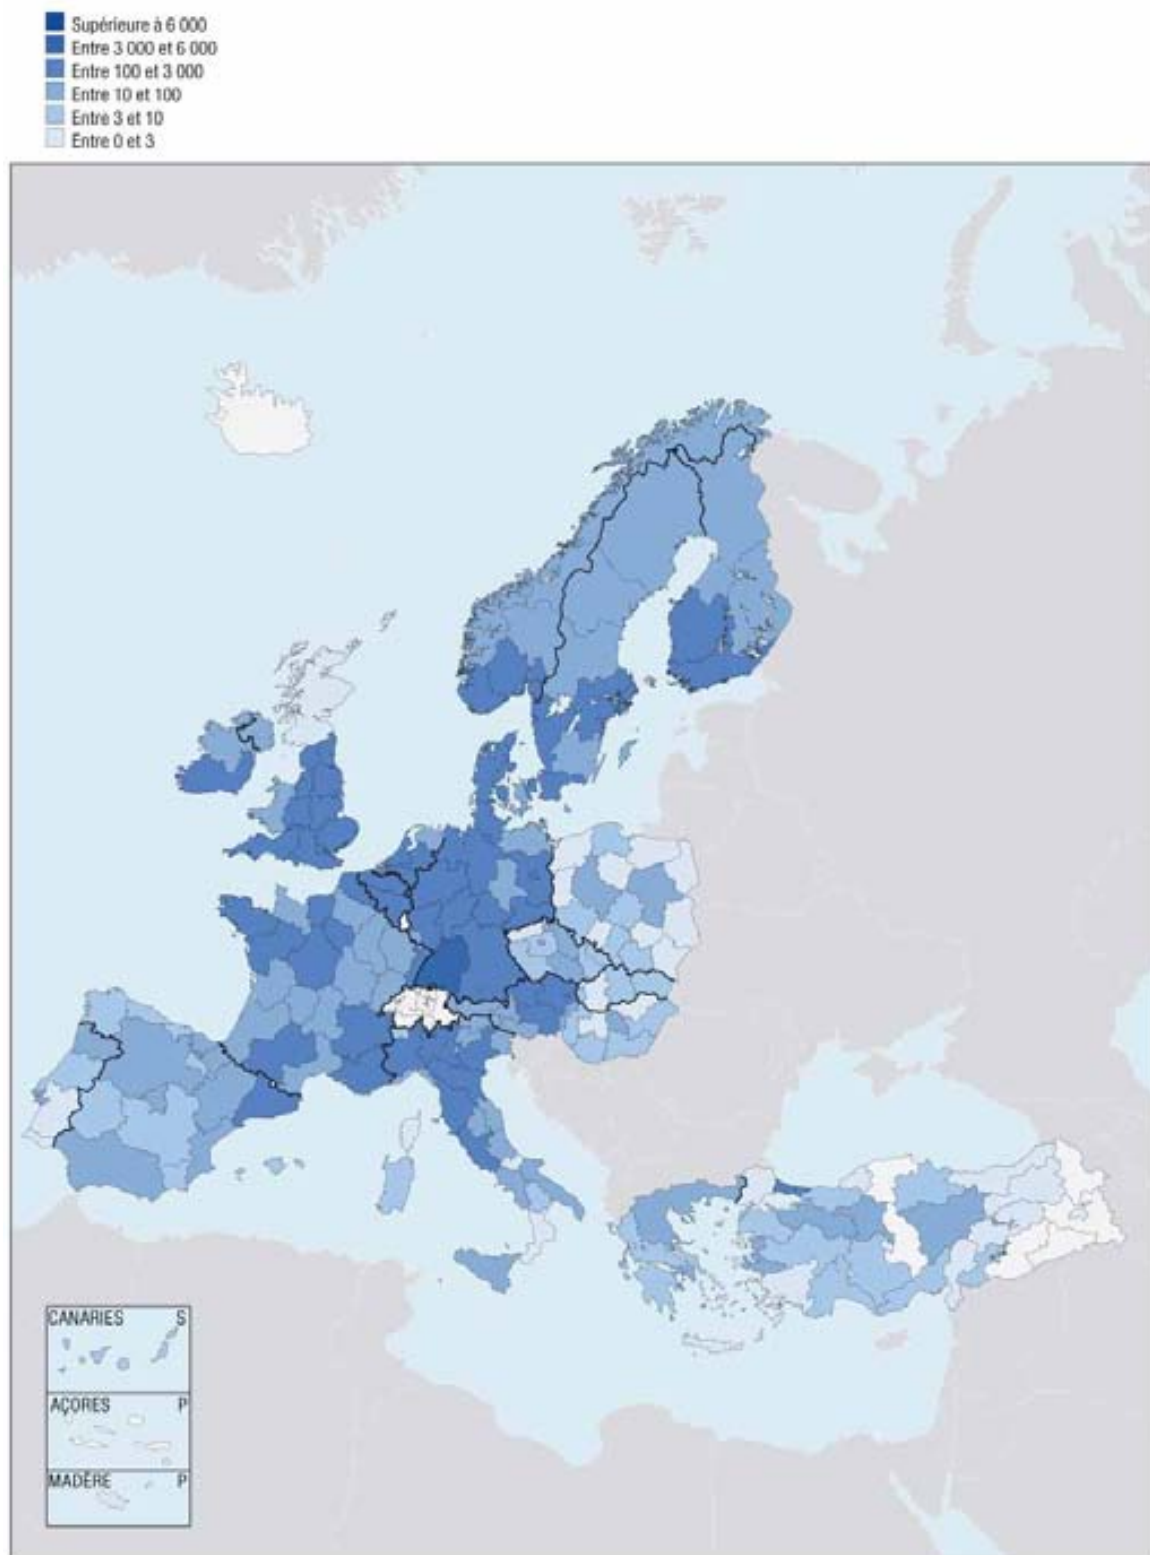 Supérieure à 6 000
Entre 3 000 et 6 000
Entre 100 et 3 000
Entre 10 et 100
Entre 3 et 10
Entre 0 et 3
CANARIES S
AÇORES P
MADÈRE P